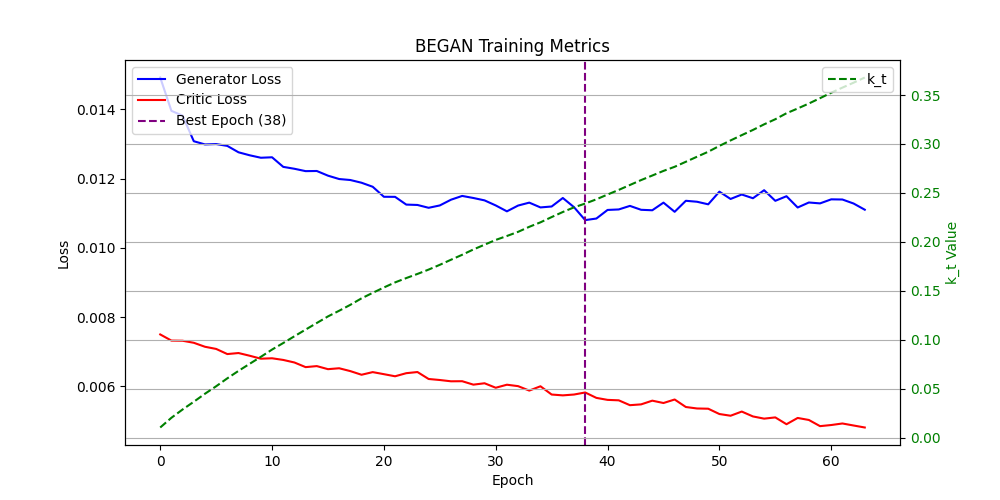 BEGAN Training Metrics
Generator Loss
Critic Loss
Best Epoch (38)
k_t
0.014
0.012
0.010
0.008
0.006
Loss
0.35
0.30
0.25
0.20
0.15
0.10
0.05
0.00
k_t Value
0 10 20 30 40 50 60
Epoch